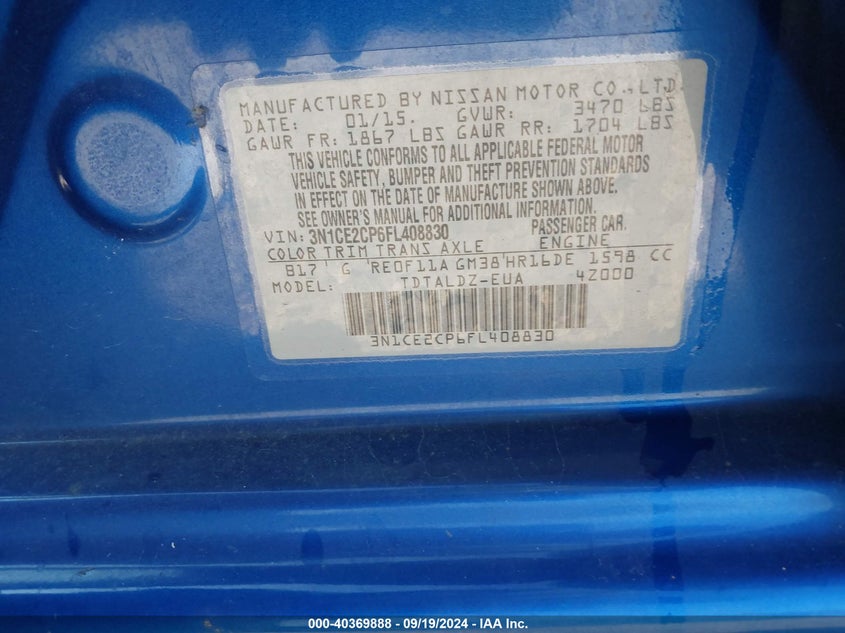 MANUFACTURED BY NISSAN MOTOR CO.,LTD.
DATE: 01/15. GVWR: 3470 LBS
GAWR FR: 1867 LBS GAWR RR: 1704 LBS
THIS VEHICLE CONFORMS TO ALL APPLICABLE FEDERAL MOTOR
VEHICLE SAFETY, BUMPER AND THEFT PREVENTION STANDARDS
IN EFFECT ON THE DATE OF MANUFACTURE SHOWN ABOVE.
SEE OWNER'S MANUAL FOR ADDITIONAL INFORMATION.
VIN: 3N1CE2CP6FL408830 PASSENGER CAR.
COLOR TRIM TRANS AXLE ENGINE
B17 G RE0F11A GM38 HR16DE 1598 CC
MODEL: TDTALDZ-EUA 4Z000
3N1CE2CP6FL408830
000-40369888 - 09/19/2024 - IAA Inc.